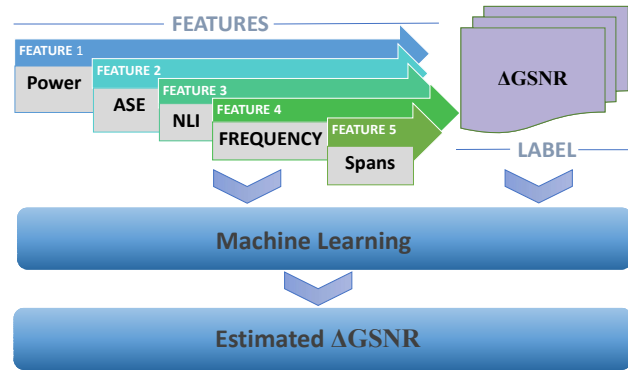 FEATURES
FEATURE 1
Power
FEATURE 2
ASE
FEATURE 3
NLI
FEATURE 4
FREQUENCY
FEATURE 5
Spans
ΔGSNR
LABEL
Machine Learning
Estimated ΔGSNR